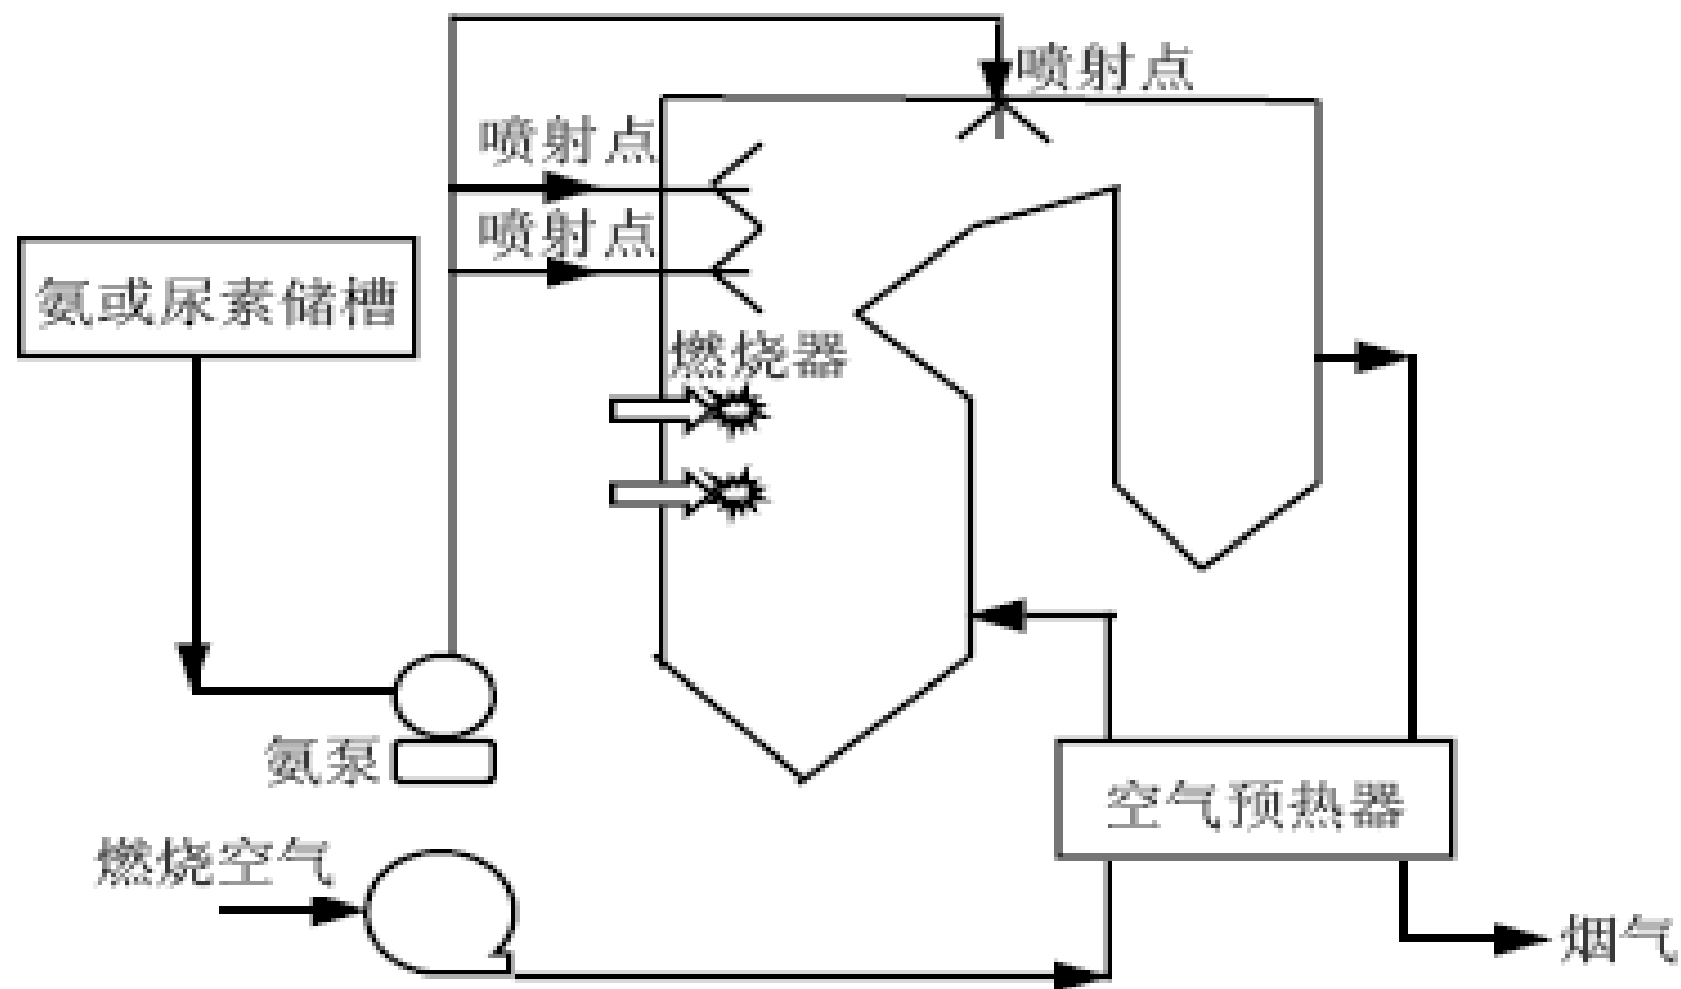 喷射点
喷射点
喷射点
氨或尿素储槽
燃烧器
氨泵
空气预热器
燃烧空气
烟气